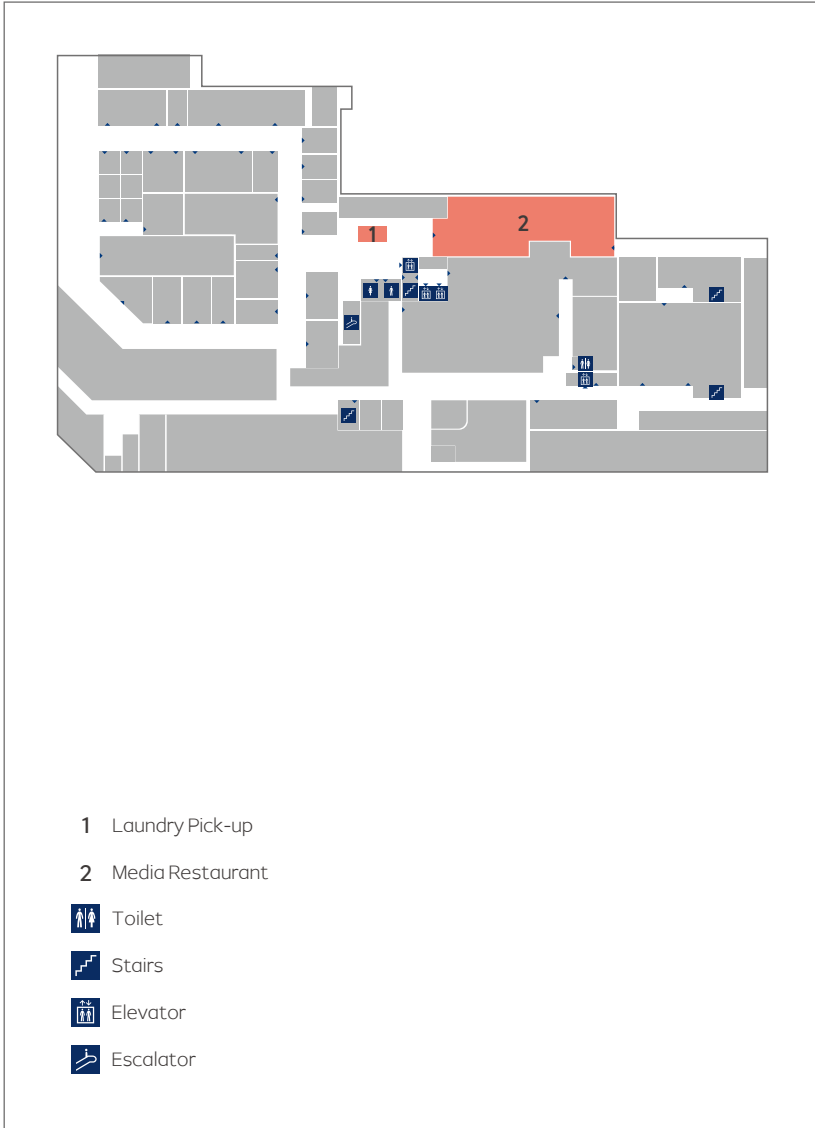 1
2
1 Laundry Pick-up
2 Media Restaurant
Toilet
Stairs
Elevator
Escalator